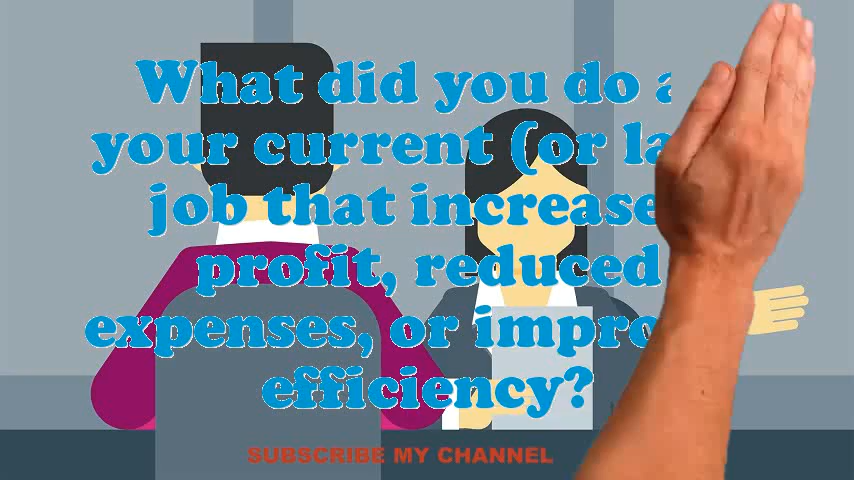 What did you do
your current (or
job that
profit, reduced
expenses, or
efficiency?
SUBSCRIBE MY CHANNEL